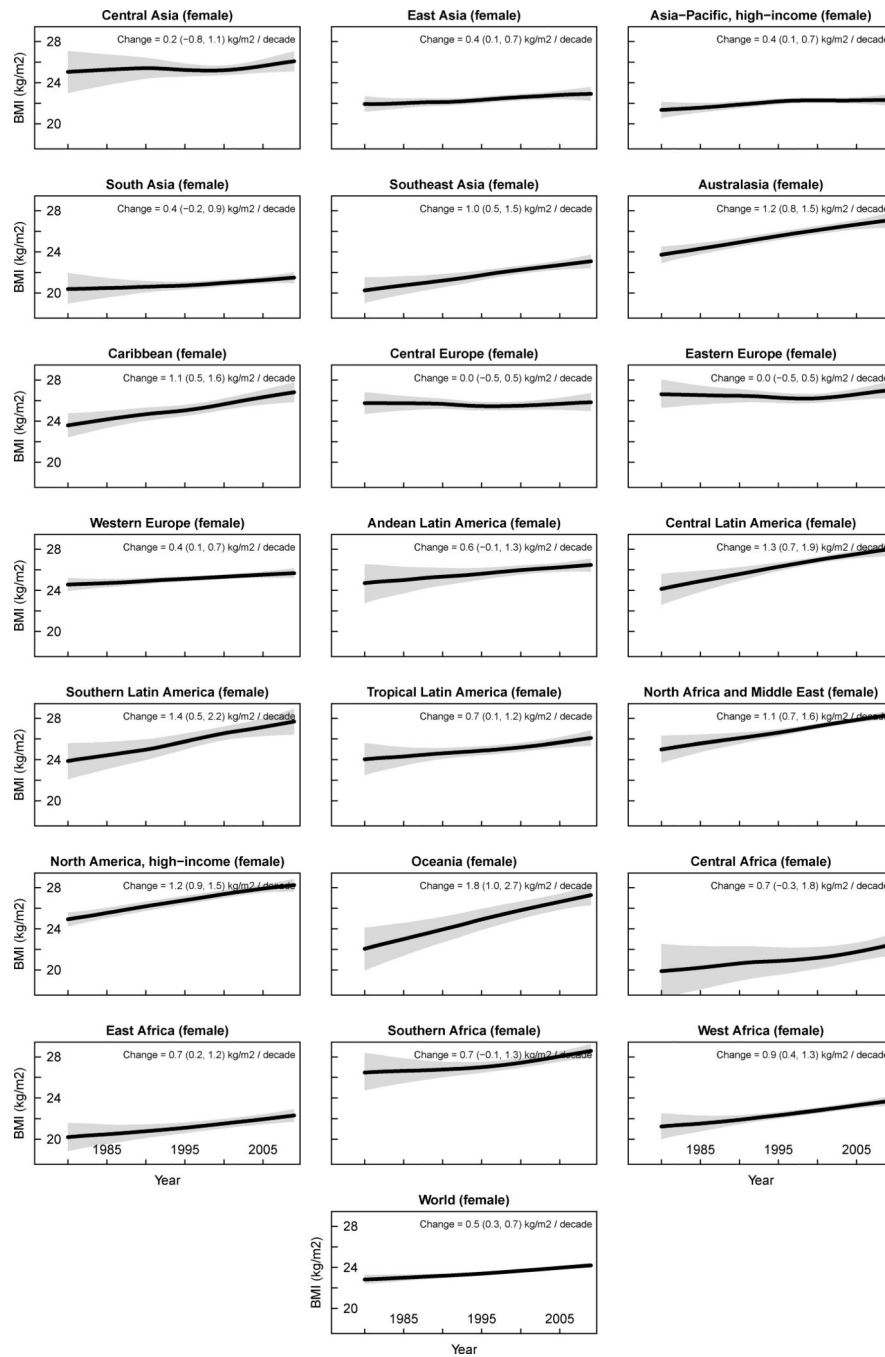 Central Asia (female)
East Asia (female)
Asia−Pacific, high−income (female)
Change = 0.2 (−0.8, 1.1) kg/m2 / decade
Change = 0.4 (0.1, 0.7) kg/m2 / decade
Change = 0.4 (0.1, 0.7) kg/m2 / decade
BMI (kg/m2)
28
24
20
South Asia (female)
Southeast Asia (female)
Australasia (female)
Change = 0.4 (−0.2, 0.9) kg/m2 / decade
Change = 1.0 (0.5, 1.5) kg/m2 / decade
Change = 1.2 (0.8, 1.5) kg/m2 / decade
BMI (kg/m2)
28
24
20
Caribbean (female)
Central Europe (female)
Eastern Europe (female)
Change = 1.1 (0.5, 1.6) kg/m2 / decade
Change = 0.0 (−0.5, 0.5) kg/m2 / decade
Change = 0.0 (−0.5, 0.5) kg/m2 / decade
BMI (kg/m2)
28
24
20
Western Europe (female)
Andean Latin America (female)
Central Latin America (female)
Change = 0.4 (0.1, 0.7) kg/m2 / decade
Change = 0.6 (−0.1, 1.3) kg/m2 / decade
Change = 1.3 (0.7, 1.9) kg/m2 / decade
BMI (kg/m2)
28
24
20
Southern Latin America (female)
Tropical Latin America (female)
North Africa and Middle East (female)
Change = 1.4 (0.5, 2.2) kg/m2 / decade
Change = 0.7 (0.1, 1.2) kg/m2 / decade
Change = 1.1 (0.7, 1.6) kg/m2 / decade
BMI (kg/m2)
28
24
20
North America, high−income (female)
Oceania (female)
Central Africa (female)
Change = 1.2 (0.9, 1.5) kg/m2 / decade
Change = 1.8 (1.0, 2.7) kg/m2 / decade
Change = 0.7 (−0.3, 1.8) kg/m2 / decade
BMI (kg/m2)
28
24
20
East Africa (female)
Southern Africa (female)
West Africa (female)
Change = 0.7 (0.2, 1.2) kg/m2 / decade
Change = 0.7 (−0.1, 1.3) kg/m2 / decade
Change = 0.9 (0.4, 1.3) kg/m2 / decade
BMI (kg/m2)
28
24
20
1985 1995 2005
1985 1995 2005
Year
Year
World (female)
Change = 0.5 (0.3, 0.7) kg/m2 / decade
BMI (kg/m2)
28
24
20
1985 1995 2005
Year